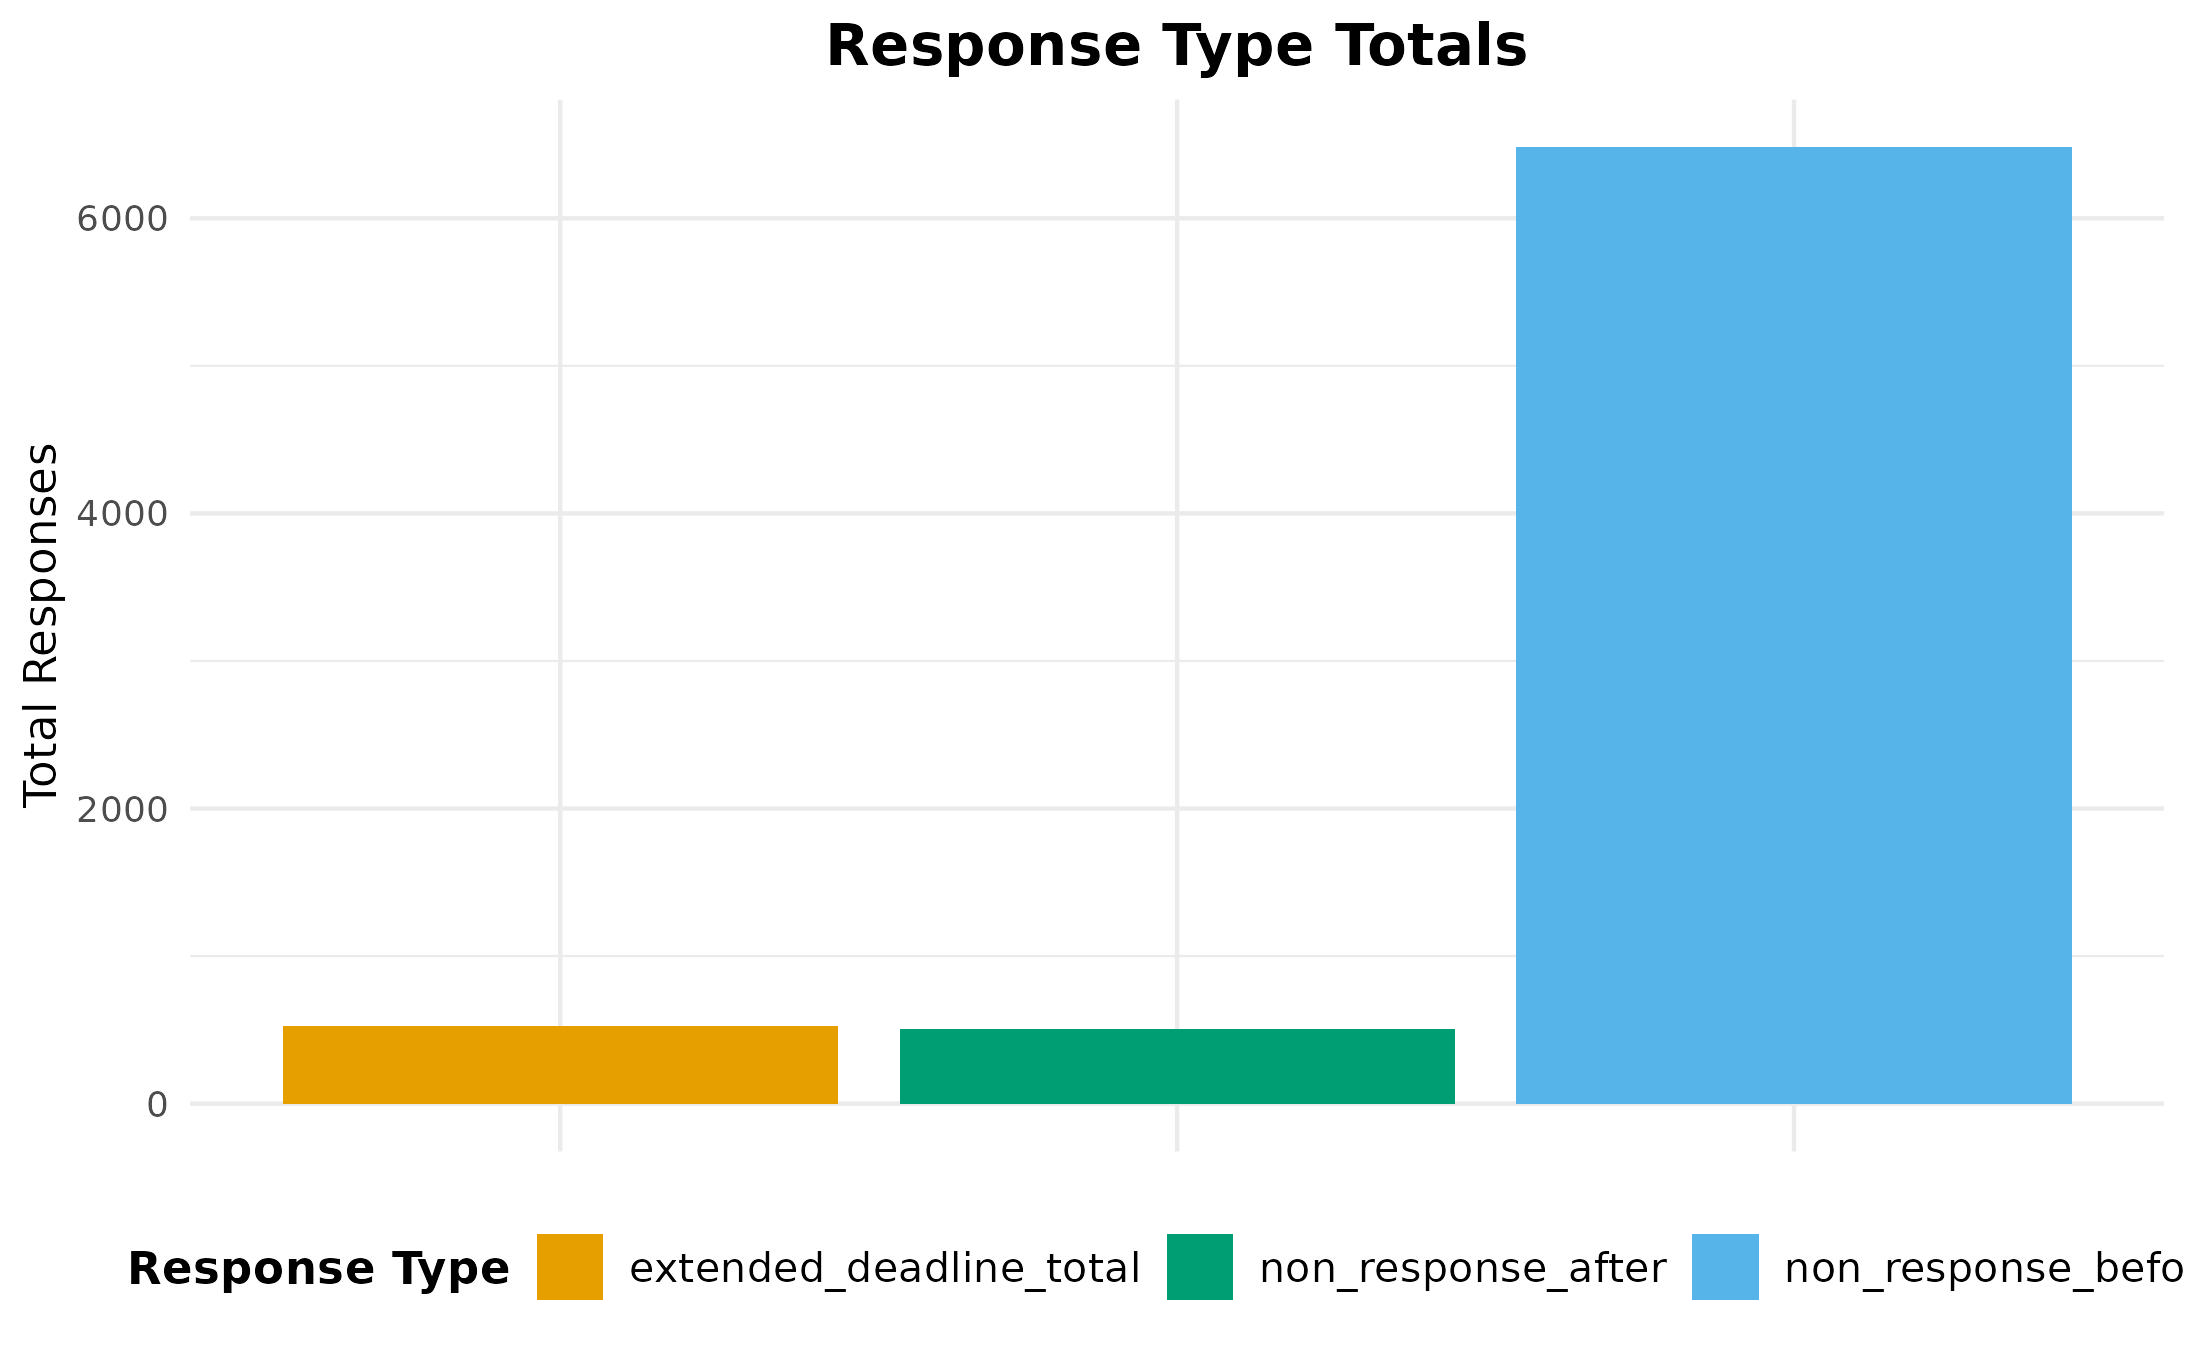 Response Type Totals
Total Responses
6000
4000
2000
0
Response Type
extended_deadline_total
non_response_after
non_response_befo